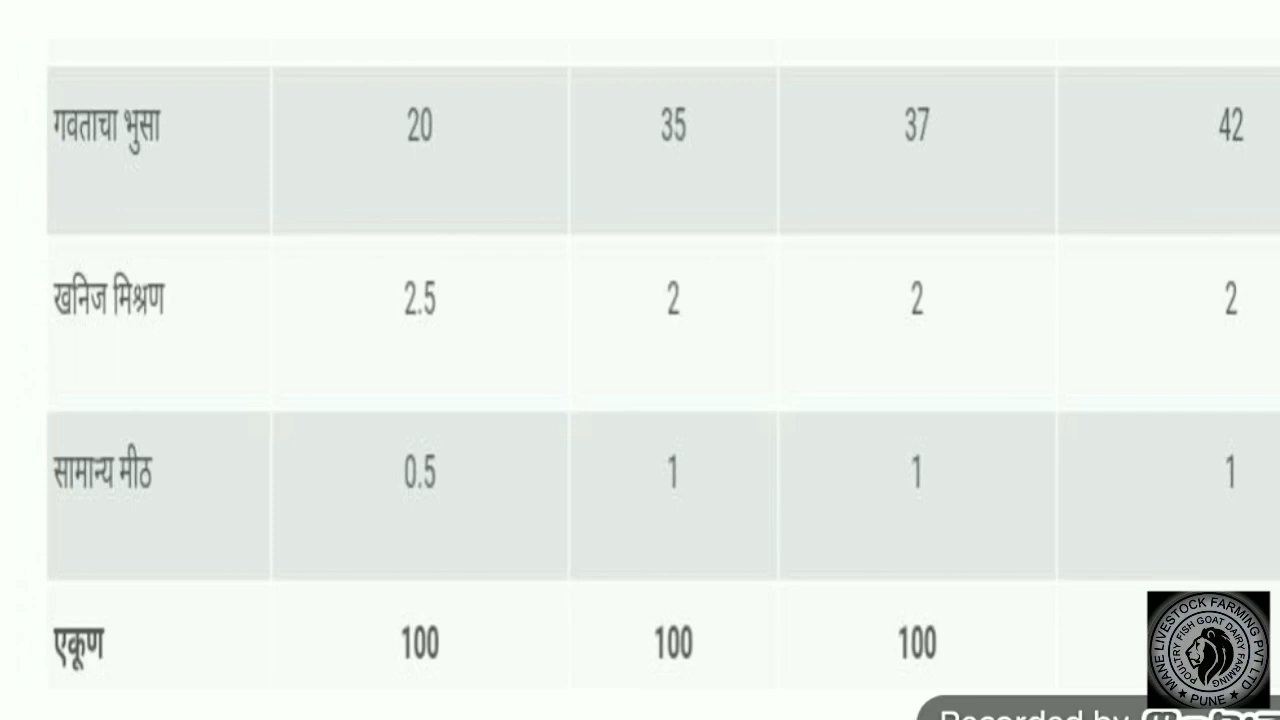 गवताचा भुसा 20 35 37 42
खनिज मिश्रण 2.5 2 2 2
सामान्य मीठ 0.5 1 1 1
एकूण 100 100 100
MANE LIVESTOCK FARMING PVT LTD
POULTRY FISH GOAT DAIRY FARMING
★ PUNE ★
Recorded by